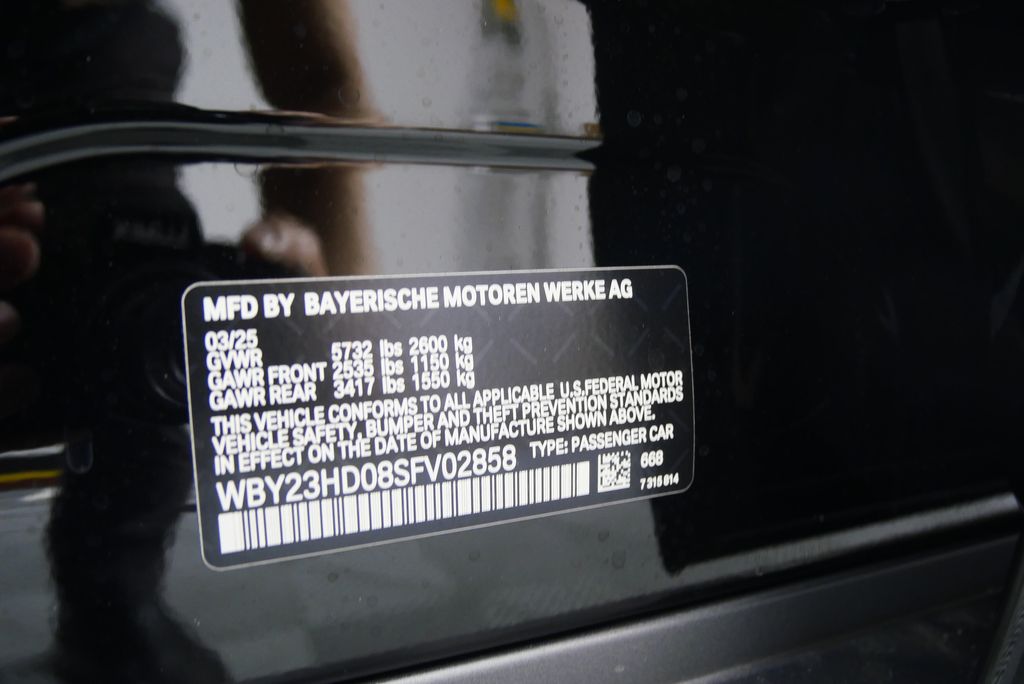 MFD BY BAYERISCHE MOTOREN WERKE AG
03/25
GVWR 5732 lbs 2600 kg
GAWR FRONT 2535 lbs 1150 kg
GAWR REAR 3417 lbs 1550 kg
THIS VEHICLE CONFORMS TO ALL APPLICABLE U.S.FEDERAL MOTOR
VEHICLE SAFETY, BUMPER AND THEFT PREVENTION STANDARDS
IN EFFECT ON THE DATE OF MANUFACTURE SHOWN ABOVE.
WBY23HD08SFV02858 TYPE: PASSENGER CAR
668
7 315 014